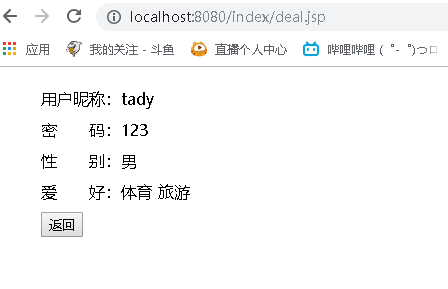 localhost:8080/index/deal.jsp
应用 我的关注 - 斗鱼 直播个人中心 哔哩哔哩 ( ゜- ゜)つロ
用户昵称：tady
密 码：123
性 别：男
爱 好：体育 旅游
返回